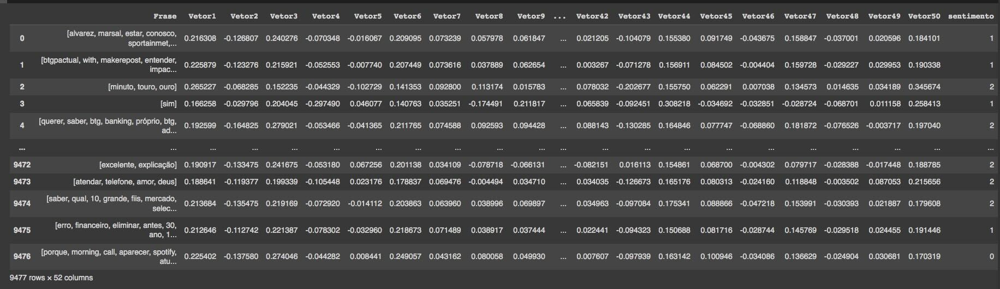 Frase Vetor1 Vetor2 Vetor3 Vetor4 Vetor5 Vetor6 Vetor7 Vetor8 Vetor9 ... Vetor42 Vetor43 Vetor44 Vetor45 Vetor46 Vetor47 Vetor48 Vetor49 Vetor50 sentimento
[alvarez, marsal, estar, conosco,
0 sportainmet,... 0.216308 -0.126807 0.240276 -0.070348 -0.016067 0.209095 0.073239 0.057978 0.061847 ... 0.021205 -0.104079 0.155380 0.091749 -0.043675 0.158847 -0.037001 0.020596 0.184101 1
[btgpactual, with, makerepost, entender,
1 impac... 0.225879 -0.123276 0.215921 -0.052553 -0.007740 0.207449 0.073616 0.037889 0.062654 ... 0.003267 -0.071278 0.156911 0.084502 -0.004404 0.159728 -0.029227 0.029953 0.190338 1
2 [minuto, touro, ouro] 0.265227 -0.068285 0.152235 -0.044329 -0.102729 0.141353 0.092800 0.113174 0.015783 ... 0.078032 -0.202677 0.155750 0.062291 0.007038 0.134573 0.014635 0.034189 0.345674 2
3 [sim] 0.166258 -0.029796 0.204045 -0.297490 0.046077 0.140763 0.035251 -0.174491 0.211817 ... 0.065839 -0.092451 0.308218 -0.034692 -0.032851 -0.028724 -0.068701 0.011158 0.258413 1
[querer, saber, btg, banking, próprio, btg,
4 ad... 0.192599 -0.164825 0.279021 -0.053466 -0.041365 0.211765 0.074588 0.092593 0.094428 ... 0.088143 -0.130285 0.164846 0.077747 -0.068860 0.181872 -0.076526 -0.003717 0.197040 2
... ... ... ... ... ... ... ... ... ... ... ... ... ... ... ... ... ... ... ... ... ...
9472 [excelente, explicação] 0.190917 -0.133475 0.241675 -0.053180 0.067256 0.201138 0.034109 -0.078718 -0.066131 ... -0.082151 0.016113 0.154861 0.068700 -0.004302 0.079717 -0.028388 -0.017448 0.188785 2
9473 [atendar, telefone, amor, deus] 0.188641 -0.119377 0.199339 -0.105448 0.023176 0.178837 0.069476 -0.004494 0.034710 ... 0.034035 -0.126673 0.165176 0.080313 -0.024160 0.118848 -0.003502 0.087053 0.215656 2
[saber, qual, 10, grande, fiis, mercado,
9474 selec... 0.213684 -0.135475 0.219169 -0.072920 -0.014112 0.203863 0.063960 0.038996 0.069897 ... 0.034963 -0.097084 0.175341 0.088866 -0.047218 0.153991 -0.030393 0.021887 0.179608 2
[erro, financeiro, eliminar, antes, 30,
9475 ano, 1... 0.212646 -0.112742 0.221387 -0.078302 -0.032960 0.218673 0.071489 0.038917 0.037444 ... 0.022441 -0.094323 0.150688 0.081716 -0.028744 0.145769 -0.029518 0.024455 0.191446 1
[porque, morning, call, aparecer, spotify,
9476 atu... 0.225402 -0.137580 0.274046 -0.044282 0.008441 0.249057 0.043162 0.080058 0.049930 ... 0.007607 -0.097939 0.163142 0.100946 -0.034086 0.136629 -0.024904 0.030681 0.170319 0
9477 rows × 52 columns